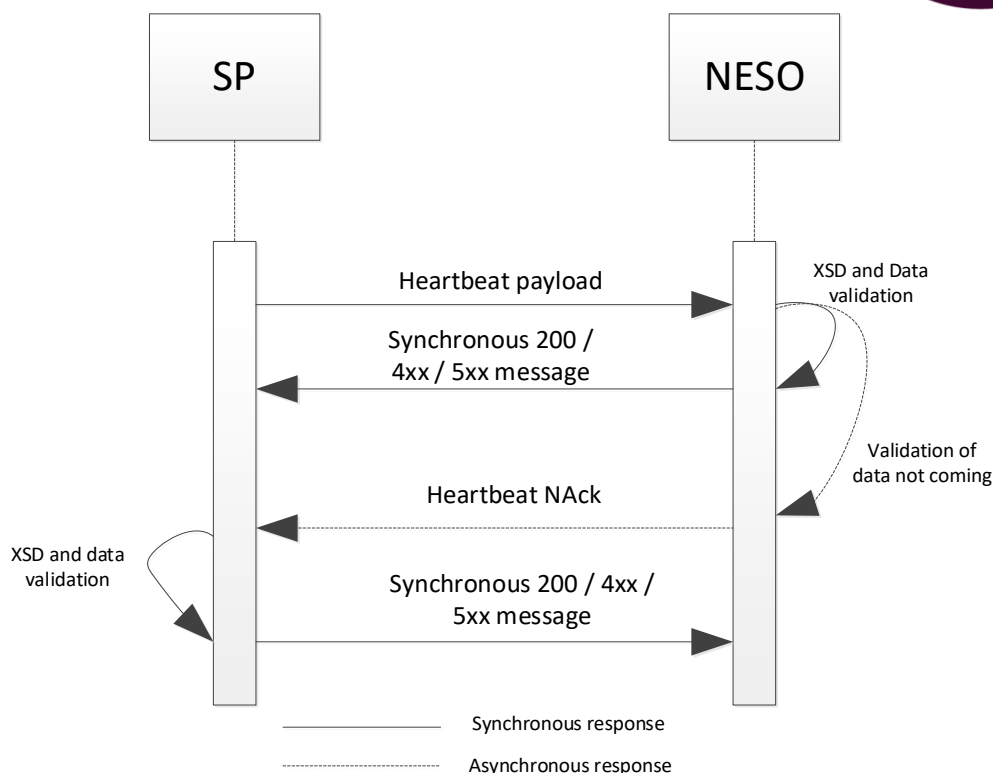 SP
NESO
Heartbeat payload
XSD and Data
validation
Synchronous 200 /
4xx / 5xx message
Validation of
data not coming
Heartbeat NAck
XSD and data
validation
Synchronous 200 / 4xx /
5xx message
Synchronous response
Asynchronous response